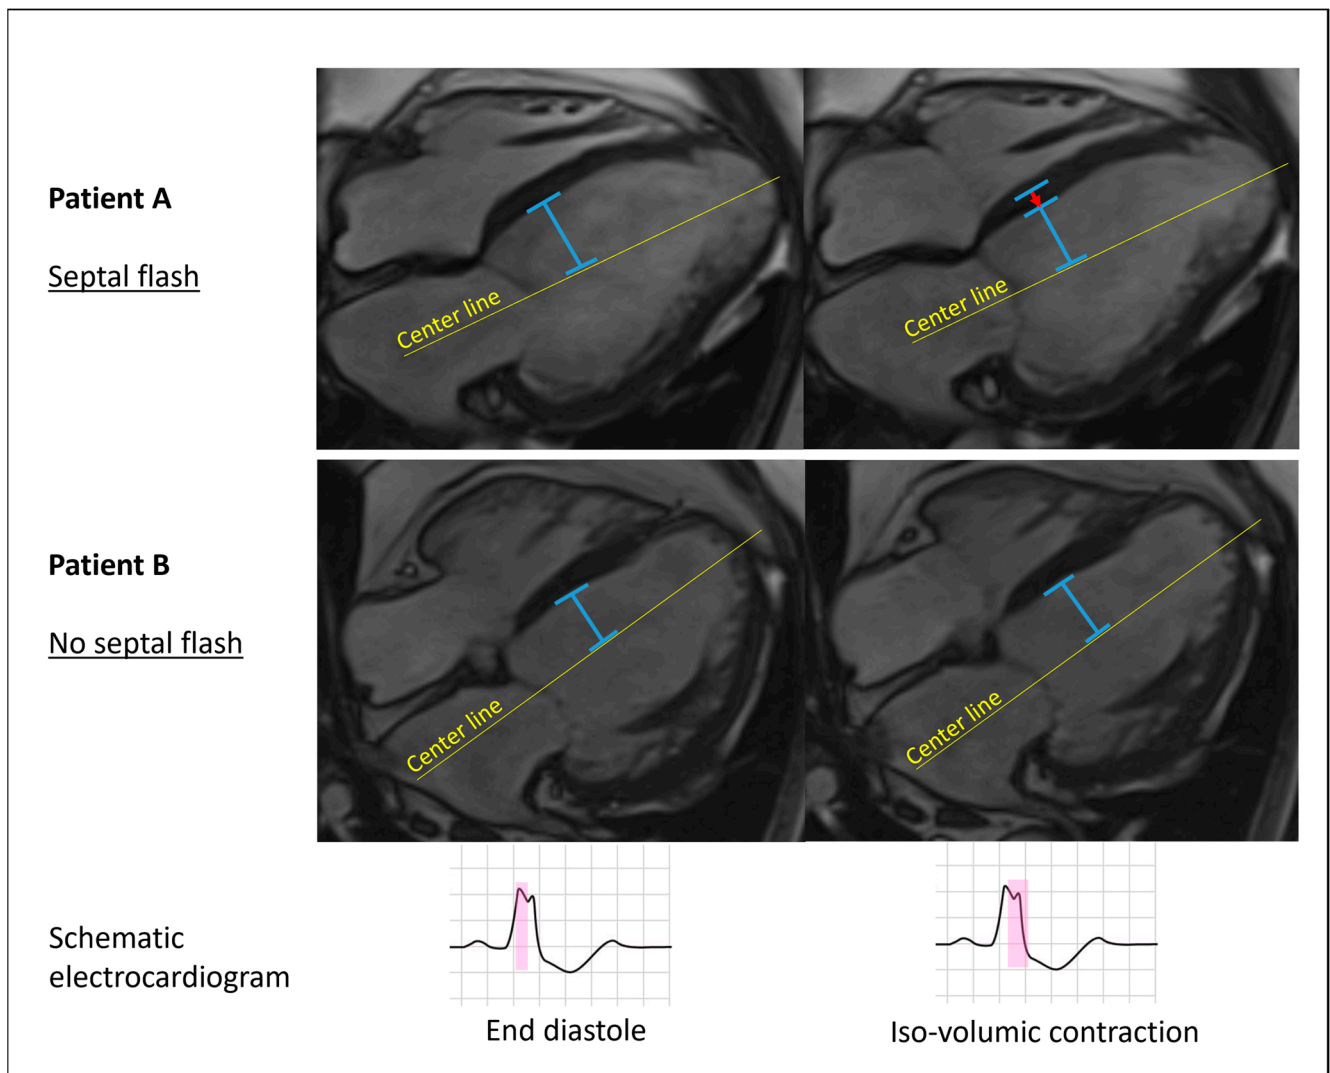 Patient A
Septal flash
Center line
Center line
Patient B
No septal flash
Center line
Center line
Schematic
electrocardiogram
End diastole
Iso-volumic contraction